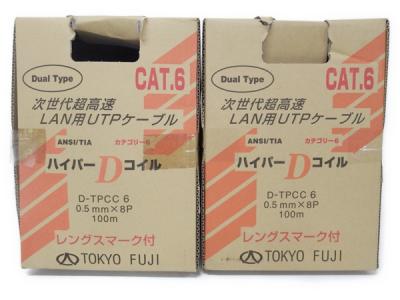 Dual Type
CAT.6
次世代超高速
LAN用UTPケーブル
ANSI/TIA カテゴリー6
ハイパーDコイル
D-TPCC 6
0.5mm×8P
100m
レングスマーク付
TOKYO FUJI
Dual Type
CAT.6
次世代超高速
LAN用UTPケーブル
ANSI/TIA カテゴリー6
ハイパーDコイル
D-TPCC 6
0.5mm×8P
100m
レングスマーク付
TOKYO FUJI